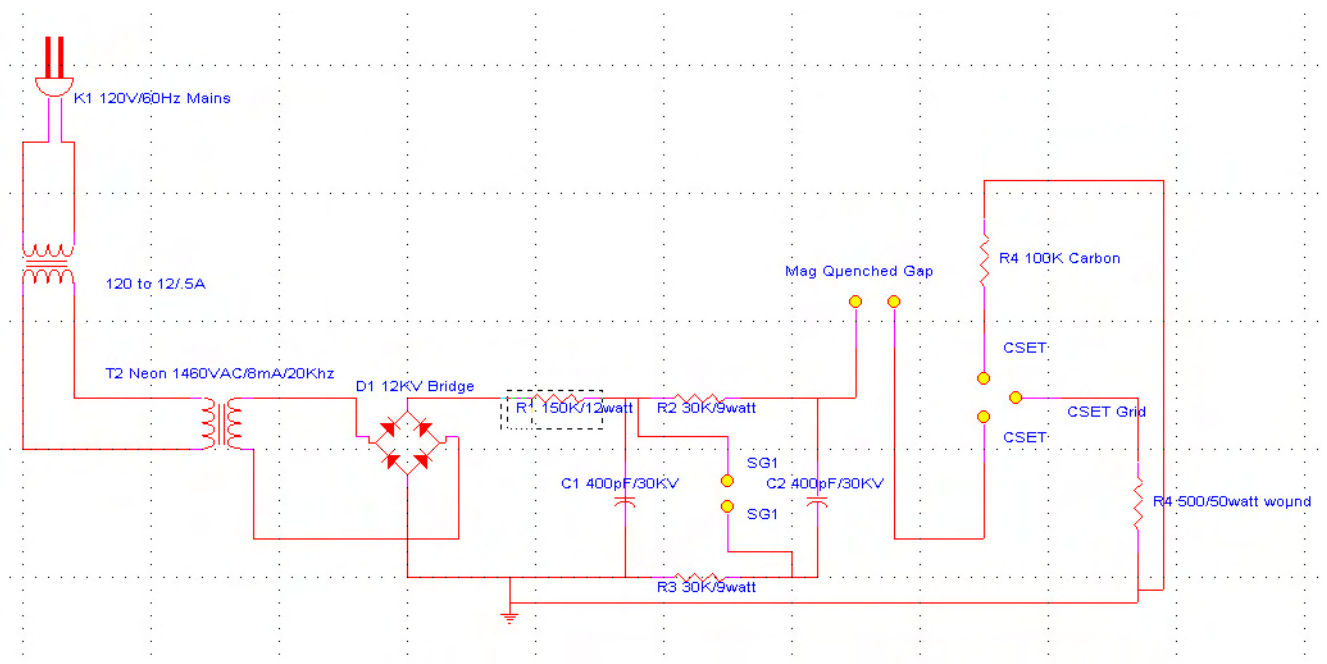 K1 120V/60Hz Mains
120 to 12/.5A
T2 Neon 1460VAC/8mA/20Khz
D1 12KV Bridge
R1 150K/12watt
R2 30K/9watt
C1 400pF/30KV
SG1
SG1
C2 400pF/30KV
R3 30K/9watt
Mag Quenched Gap
R4 100K Carbon
CSET
CSET Grid
CSET
R4 500/50watt wound